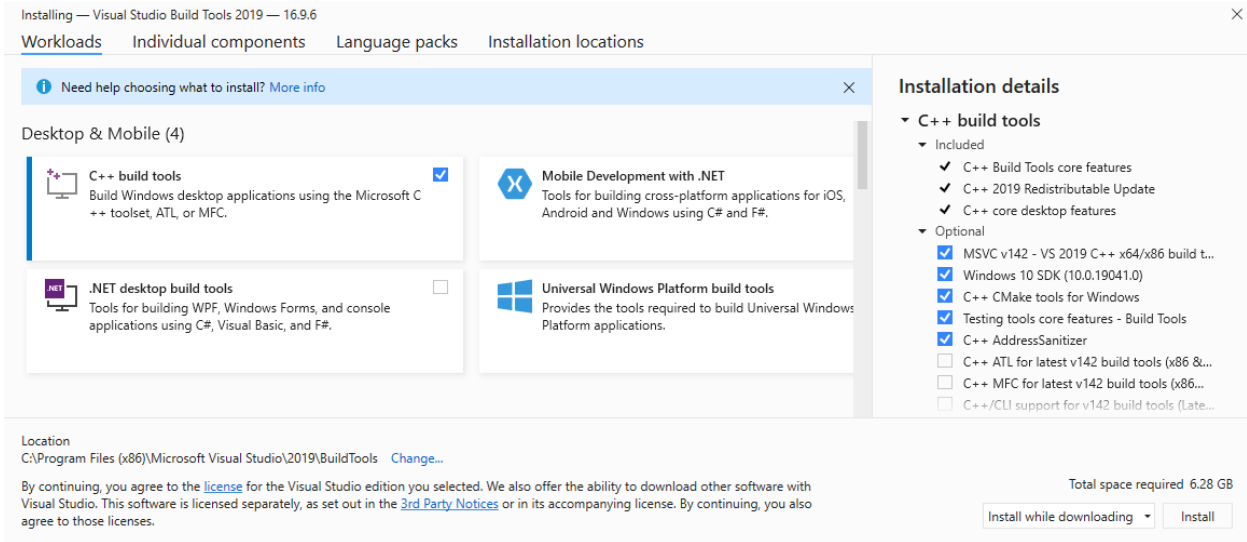 Installing — Visual Studio Build Tools 2019 — 16.9.6
Workloads
Individual components
Language packs
Installation locations
Need help choosing what to install? More info
Desktop & Mobile (4)
C++ build tools
Build Windows desktop applications using the Microsoft C
++ toolset, ATL, or MFC.
Mobile Development with .NET
Tools for building cross-platform applications for iOS,
Android and Windows using C# and F#.
.NET
.NET desktop build tools
Tools for building WPF, Windows Forms, and console
applications using C#, Visual Basic, and F#.
Universal Windows Platform build tools
Provides the tools required to build Universal Windows
Platform applications.
Installation details
C++ build tools
Included
C++ Build Tools core features
C++ 2019 Redistributable Update
C++ core desktop features
Optional
MSVC v142 - VS 2019 C++ x64/x86 build t...
Windows 10 SDK (10.0.19041.0)
C++ CMake tools for Windows
Testing tools core features - Build Tools
C++ AddressSanitizer
C++ ATL for latest v142 build tools (x86 &...
C++ MFC for latest v142 build tools (x86...
C++/CLI support for v142 build tools (Late...
Location
C:\Program Files (x86)\Microsoft Visual Studio\2019\BuildTools Change...
By continuing, you agree to the license for the Visual Studio edition you selected. We also offer the ability to download other software with
Visual Studio. This software is licensed separately, as set out in the 3rd Party Notices or in its accompanying license. By continuing, you also
agree to those licenses.
Total space required 6.28 GB
Install while downloading
Install